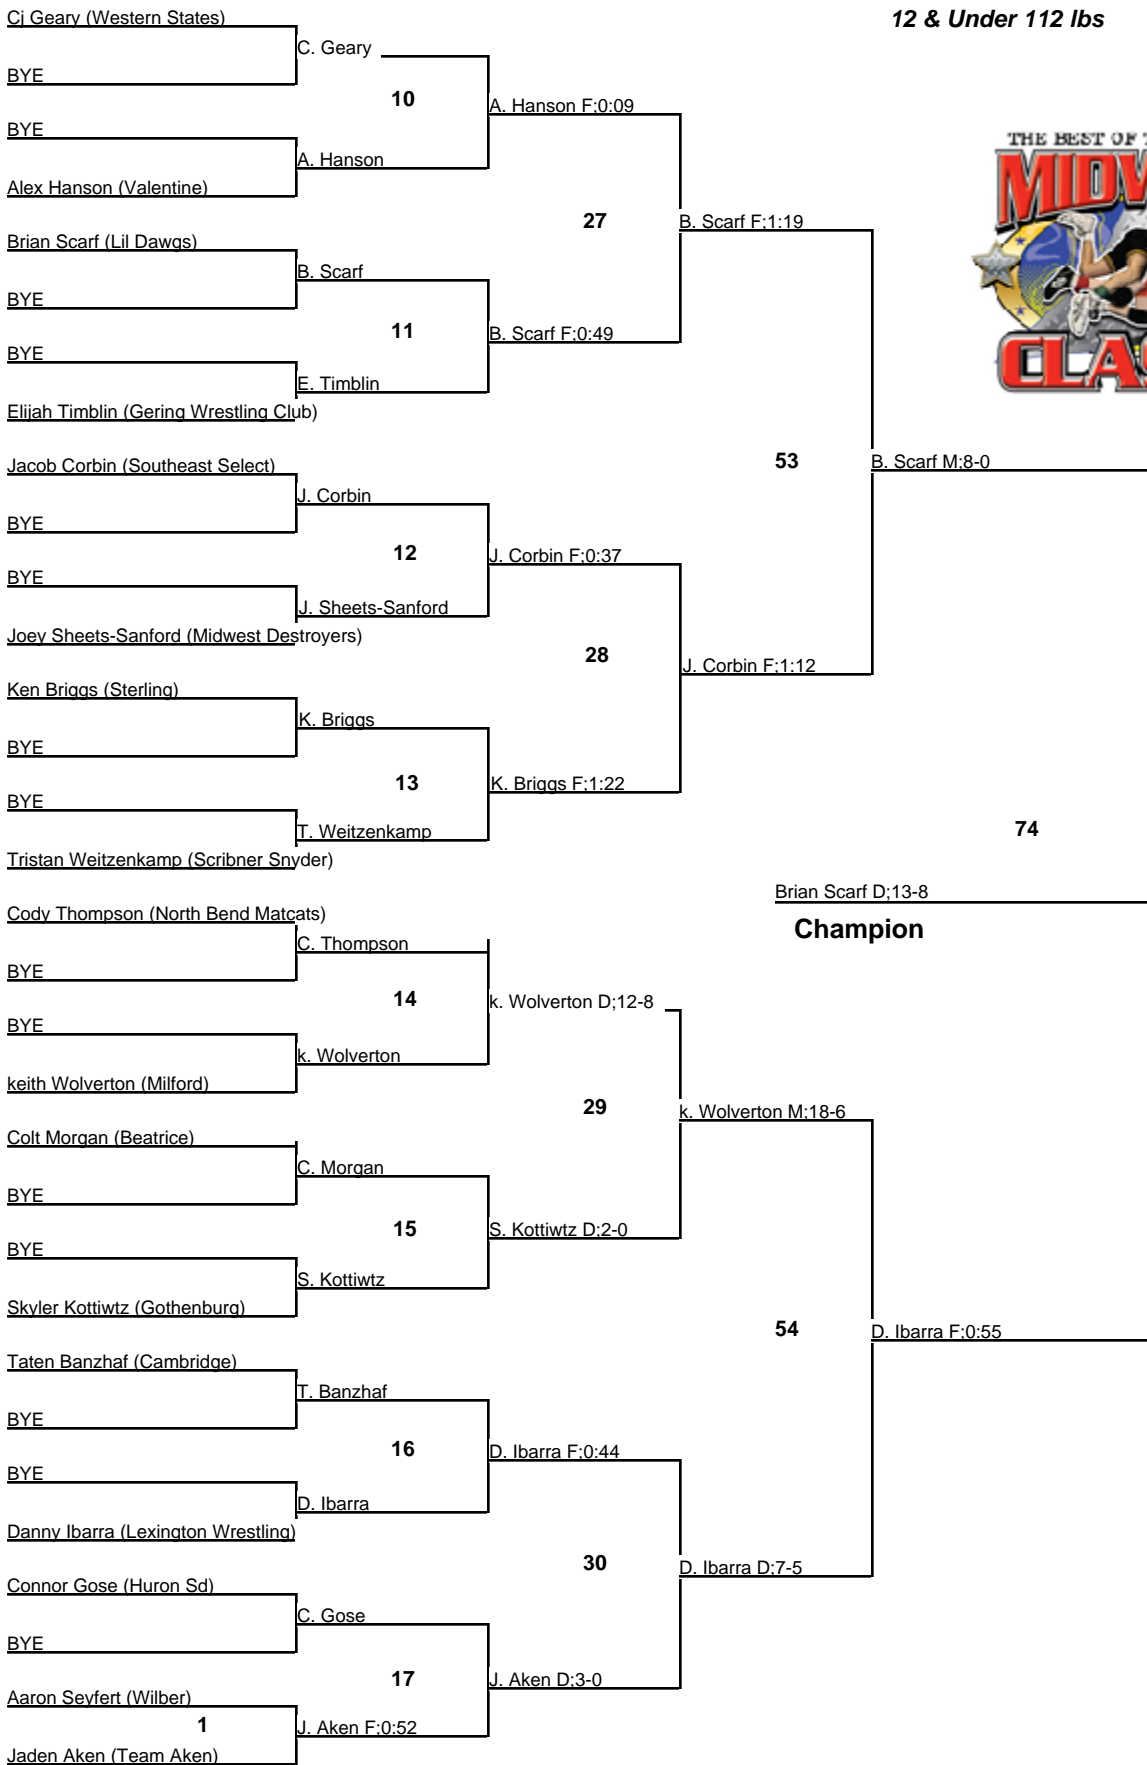 12 & Under 112 lbs
THE BEST OF
CLAS
Cj Geary (Western States)
C. Geary
BYE
10
A. Hanson F;0:09
BYE
A. Hanson
Alex Hanson (Valentine)
27
B. Scarf F;1:19
Brian Scarf (Lil Dawgs)
B. Scarf
BYE
11
B. Scarf F;0:49
BYE
E. Timblin
Elijah Timblin (Gering Wrestling Club)
53
B. Scarf M;8-0
Jacob Corbin (Southeast Select)
J. Corbin
BYE
12
J. Corbin F;0:37
BYE
J. Sheets-Sanford
Joey Sheets-Sanford (Midwest Destroyers)
28
J. Corbin F;1:12
Ken Briggs (Sterling)
K. Briggs
BYE
13
K. Briggs F;1:22
BYE
T. Weitzenkamp
Tristan Weitzenkamp (Scribner Snyder)
74
Brian Scarf D;13-8
Champion
Cody Thompson (North Bend Matcats)
C. Thompson
BYE
14
k. Wolverton D;12-8
BYE
k. Wolverton
keith Wolverton (Milford)
29
k. Wolverton M;18-6
Colt Morgan (Beatrice)
C. Morgan
BYE
15
S. Kottiwtz D;2-0
BYE
S. Kottiwtz
Skyler Kottiwtz (Gothenburg)
54
D. Ibarra F;0:55
Taten Banzhaf (Cambridge)
T. Banzhaf
BYE
16
D. Ibarra F;0:44
BYE
D. Ibarra
Danny Ibarra (Lexington Wrestling)
30
D. Ibarra D;7-5
Connor Gose (Huron Sd)
C. Gose
BYE
17
J. Aken D;3-0
Aaron Seyfert (Wilber)
1
J. Aken F;0:52
Jaden Aken (Team Aken)